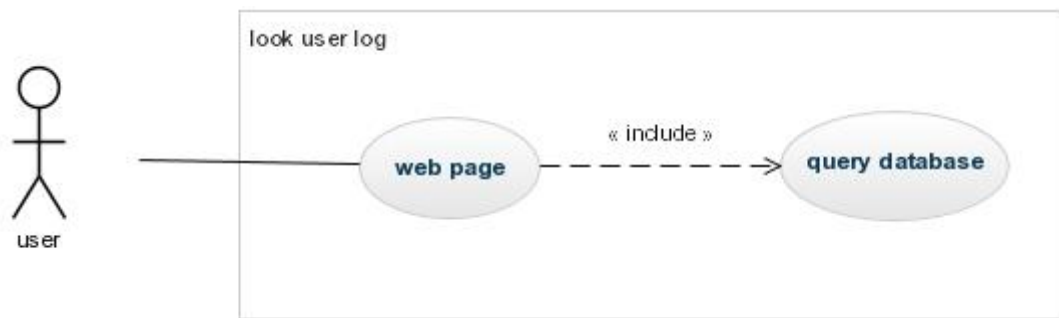 look user log
user
web page
« include »
query database